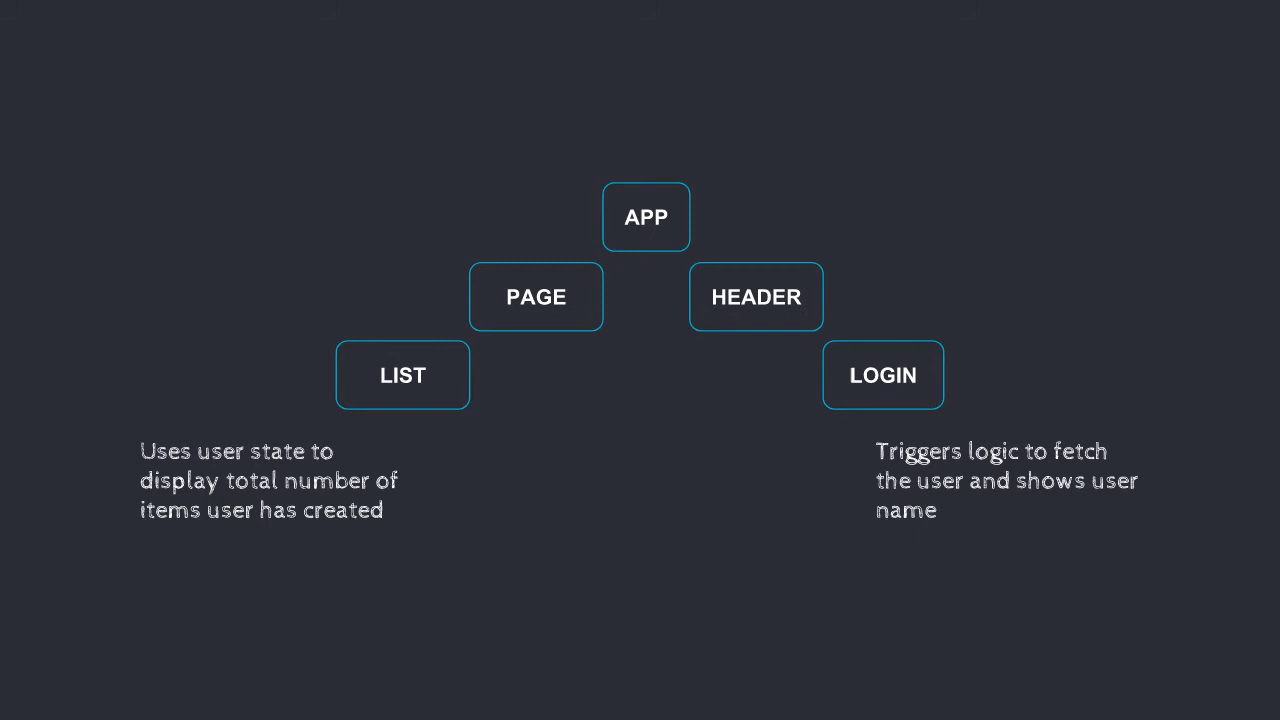 APP
PAGE
HEADER
LIST
LOGIN
Uses user state to
display total number of
items user has created
Triggers logic to fetch
the user and shows user
name